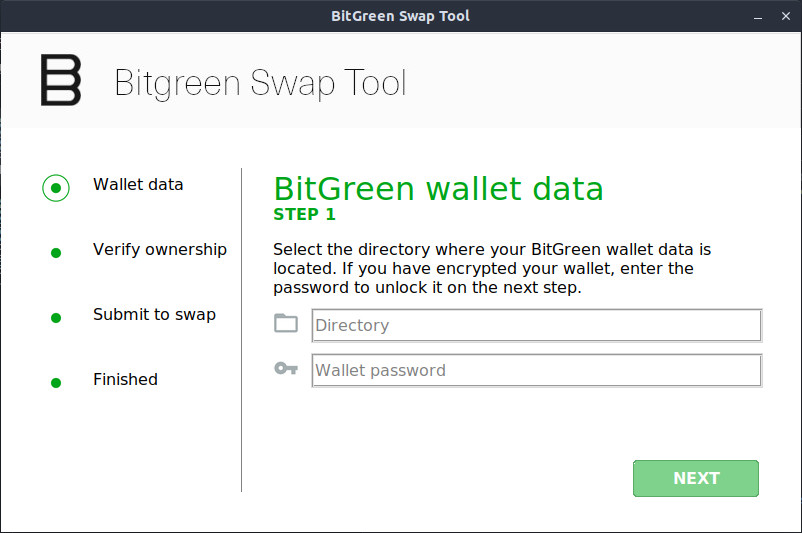 BitGreen Swap Tool
Bitgreen Swap Tool
Wallet data
Verify ownership
Submit to swap
Finished
BitGreen wallet data
STEP 1
Select the directory where your BitGreen wallet data is
located. If you have encrypted your wallet, enter the
password to unlock it on the next step.
Directory
Wallet password
NEXT